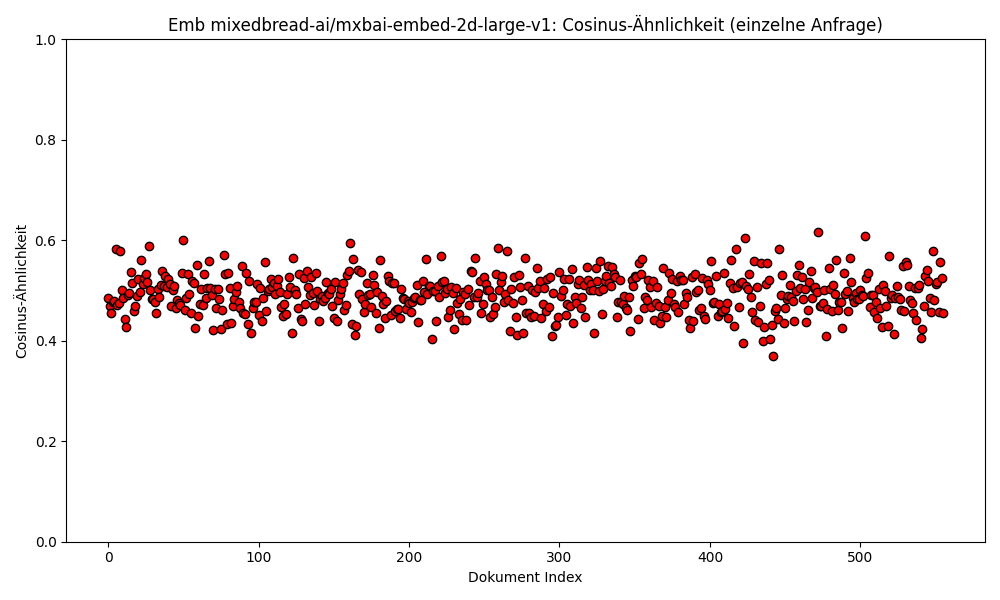 Emb mixedbread-ai/mxbai-embed-2d-large-v1: Cosinus-Ähnlichkeit (einzelne Anfrage)
1.0
0.8
0.6
0.4
0.2
0.0
Cosinus-Ähnlichkeit
0 100 200 300 400 500
Dokument Index